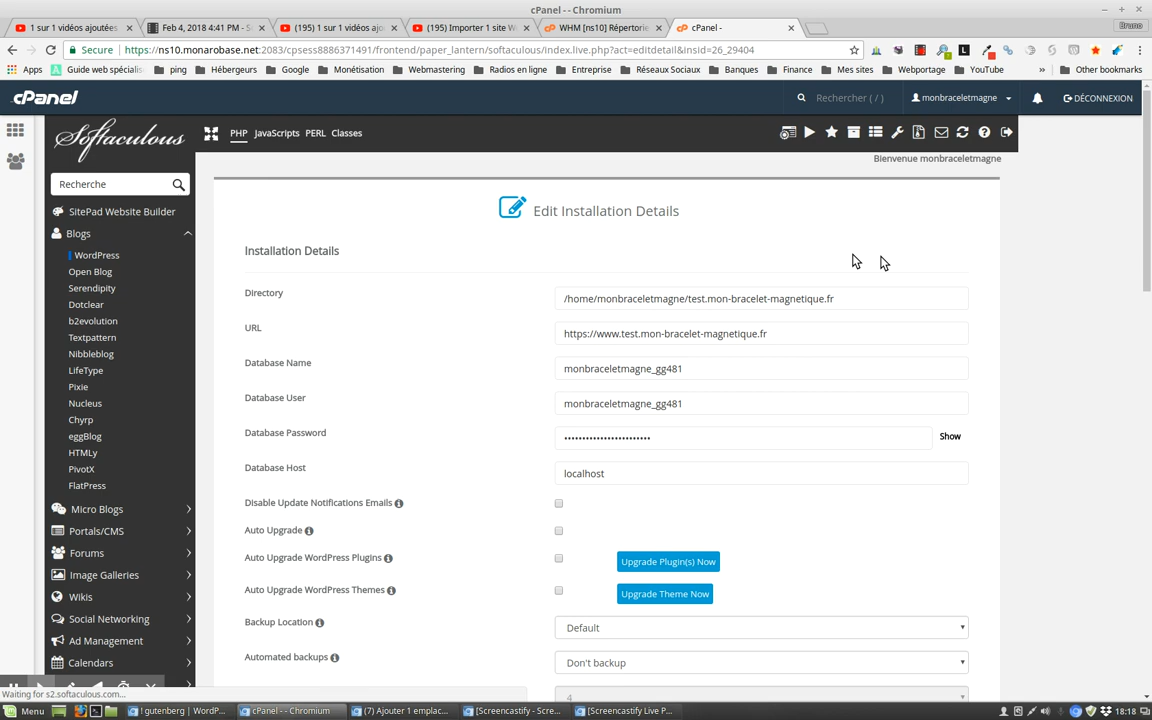 cPanel - - Chromium
1 sur 1 vidéos ajoutées
Feb 4, 2018 4:41 PM - S
(195) 1 sur 1 vidéos ajo
(195) Importer 1 site W
WHM [ns10] Répertorie
cPanel -
Bruno
Secure https://ns10.monarobase.net:2083/cpsess8886371491/frontend/paper_lantern/softaculous/index.live.php?act=editdetail&insid=26_29404
Apps Guide web spécialis ping Hébergeurs Google Monétisation Webmastering Radios en ligne Entreprise Réseaux Sociaux Banques Finance Mes sites Webportage YouTube » Other bookmarks
cPanel Rechercher ( / ) monbraceletmagne DÉCONNEXION
Softaculous PHP JavaScripts PERL Classes
Bienvenue monbraceletmagne
Recherche
SitePad Website Builder
Blogs
WordPress
Open Blog
Serendipity
Dotclear
b2evolution
Textpattern
Nibbleblog
LifeType
Pixie
Nucleus
Chyrp
eggBlog
HTMLy
PivotX
FlatPress
Micro Blogs
Portals/CMS
Forums
Image Galleries
Wikis
Social Networking
Ad Management
Calendars
Edit Installation Details
Installation Details
Directory /home/monbraceletmagne/test.mon-bracelet-magnetique.fr
URL https://www.test.mon-bracelet-magnetique.fr
Database Name monbraceletmagne_gg481
Database User monbraceletmagne_gg481
Database Password ••••••••••••••••••••••• Show
Database Host localhost
Disable Update Notifications Emails
Auto Upgrade
Auto Upgrade WordPress Plugins Upgrade Plugin(s) Now
Auto Upgrade WordPress Themes Upgrade Theme Now
Backup Location Default
Automated backups Don't backup
4
Waiting for s2.softaculous.com...
Menu ! gutenberg | WordP... cPanel - - Chromium (7) Ajouter 1 emplac... [Screencastify - Scre... [Screencastify Live P... 18:18